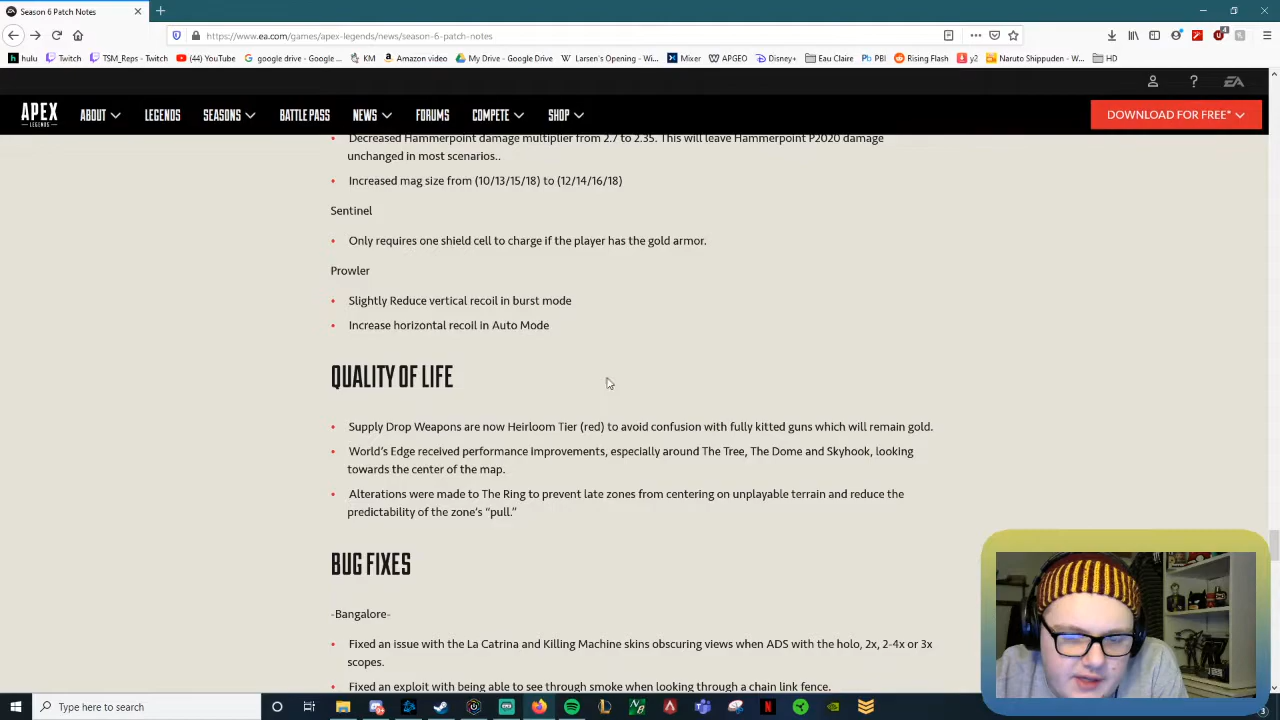 Season 6 Patch Notes
https://www.ea.com/games/apex-legends/news/season-6-patch-notes
hulu Twitch TSM_Reps - Twitch (44) YouTube google drive - Google ... KM Amazon video My Drive - Google ... Larsen's Opening - Wi... Mixer APGEO Disney+ Eau Claire PBI Rising Flash y2 Naruto Shippuden - W... HD
EA
APEX
LEGENDS
ABOUT LEGENDS SEASONS BATTLE PASS NEWS FORUMS COMPETE SHOP DOWNLOAD FOR FREE*
Decreased Hammerpoint damage multiplier from 2.7 to 2.35. This will leave Hammerpoint P2020 damage
unchanged in most scenarios..
Increased mag size from (10/13/15/18) to (12/14/16/18)
Sentinel
Only requires one shield cell to charge if the player has the gold armor.
Prowler
Slightly Reduce vertical recoil in burst mode
Increase horizontal recoil in Auto Mode
QUALITY OF LIFE
Supply Drop Weapons are now Heirloom Tier (red) to avoid confusion with fully kitted guns which will remain gold.
World's Edge received performance improvements, especially around The Tree, The Dome and Skyhook, looking
towards the center of the map.
Alterations were made to The Ring to prevent late zones from centering on unplayable terrain and reduce the
predictability of the zone's “pull.”
BUG FIXES
-Bangalore-
Fixed an issue with the La Catrina and Killing Machine skins obscuring views when ADS with the holo, 2x, 2-4x or 3x
scopes.
Fixed an exploit with being able to see through smoke when looking through a chain link fence.
Type here to search